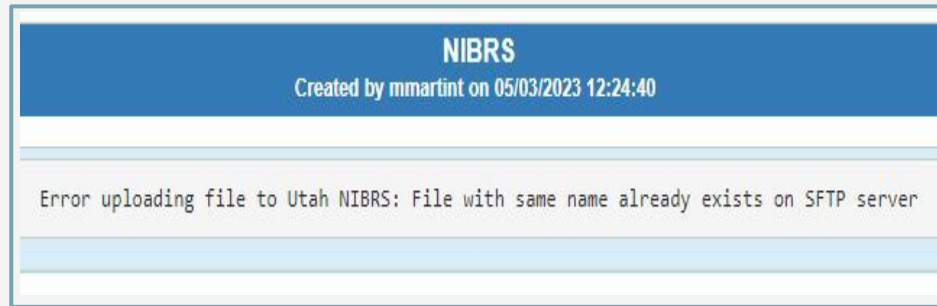 NIBRS
Created by mmartint on 05/03/2023 12:24:40
Error uploading file to Utah NIBRS: File with same name already exists on SFTP server